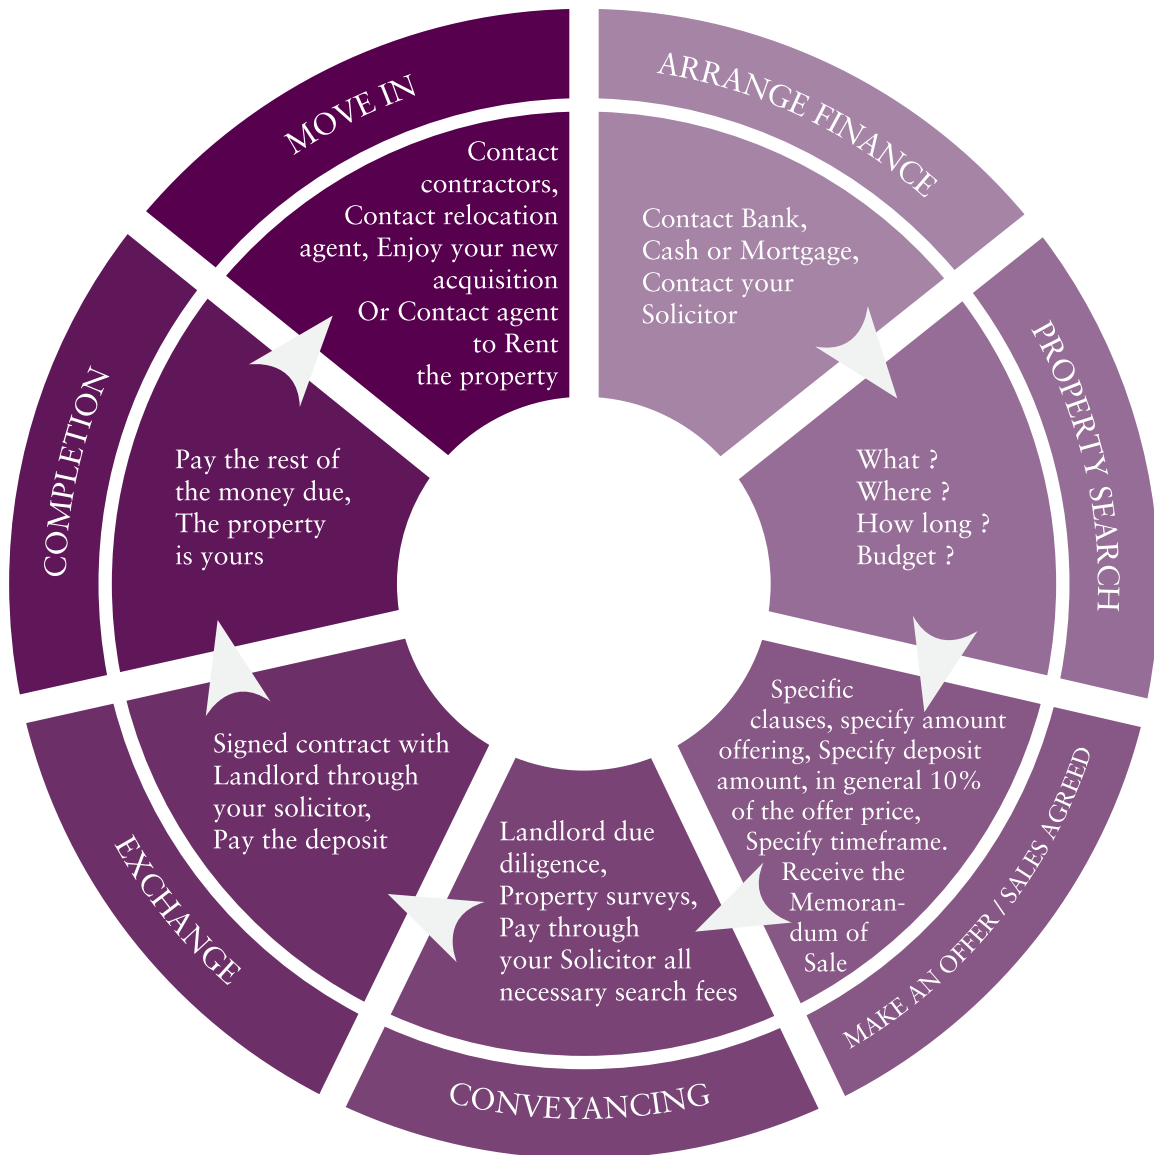 ARRANGE FINANCE
Contact Bank,
Cash or Mortgage,
Contact your
Solicitor
PROPERTY SEARCH
What ?
Where ?
How long ?
Budget ?
MAKE AN OFFER / SALES AGREED
Specific
clauses, specify amount
offering, Specify deposit
amount, in general 10%
of the offer price,
Specify timeframe.
Receive the
Memoran-
dum of
Sale
CONVEYANCING
Landlord due
diligence,
Property surveys,
Pay through
your Solicitor all
necessary search fees
EXCHANGE
Signed contract with
Landlord through
your solicitor,
Pay the deposit
COMPLETION
Pay the rest of
the money due,
The property
is yours
MOVE IN
Contact
contractors,
Contact relocation
agent, Enjoy your new
acquisition
Or Contact agent
to Rent
the property